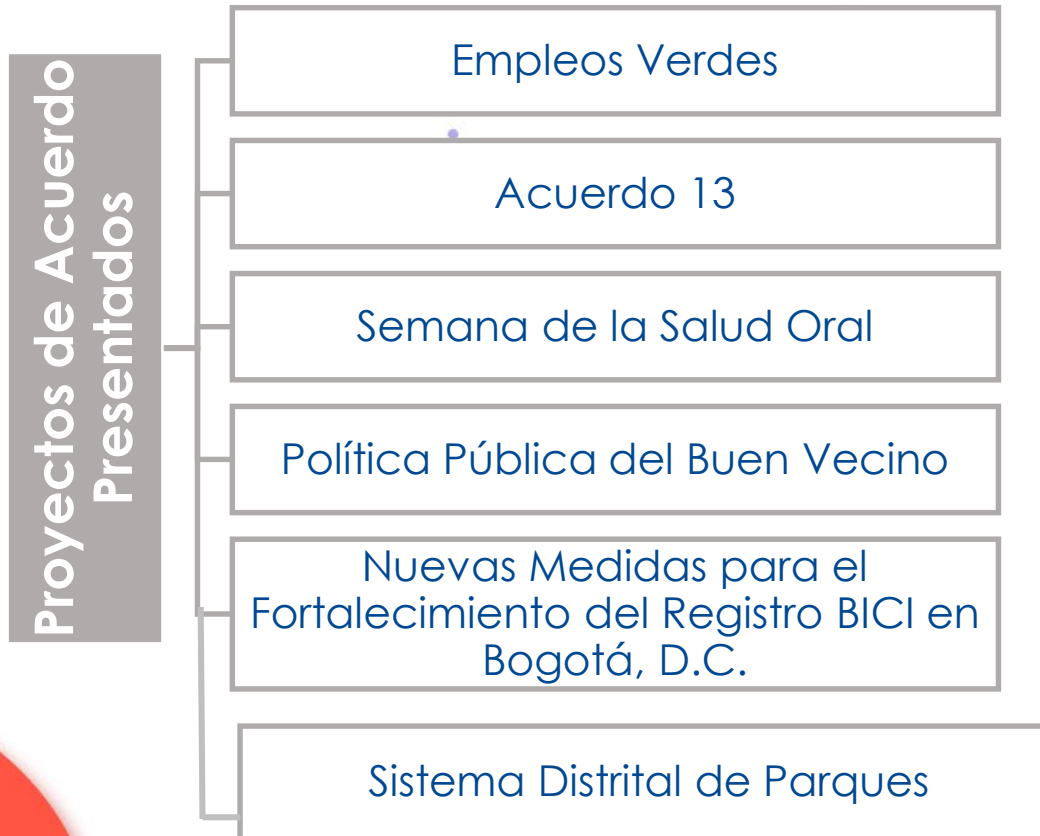 Proyectos de Acuerdo
Presentados
Empleos Verdes
Acuerdo 13
Semana de la Salud Oral
Política Pública del Buen Vecino
Nuevas Medidas para el
Fortalecimiento del Registro BICI en
Bogotá, D.C.
Sistema Distrital de Parques